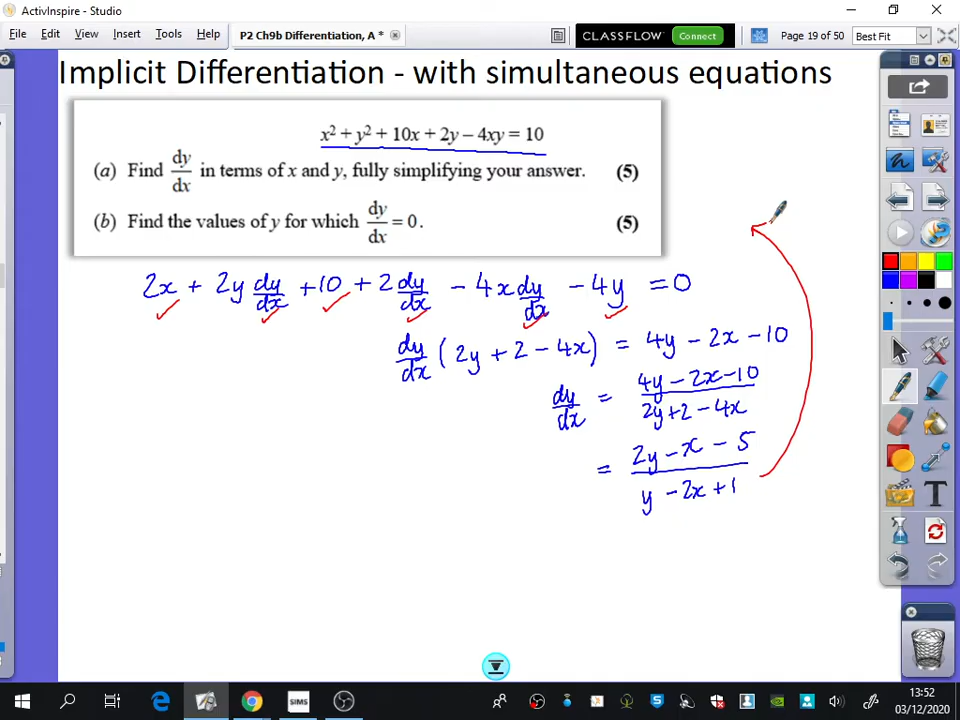 ActivInspire - Studio
File Edit View Insert Tools Help P2 Ch9b Differentiation, A * CLASSFLOW Connect Page 19 of 50 Best Fit
Implicit Differentiation - with simultaneous equations
x² + y² + 10x + 2y – 4xy = 10
(a) Find dy/dx in terms of x and y, fully simplifying your answer. (5)
(b) Find the values of y for which dy/dx = 0. (5)
2x + 2y dy/dx + 10 + 2 dy/dx - 4x dy/dx - 4y = 0
dy/dx (2y + 2 - 4x) = 4y - 2x - 10
dy/dx = (4y - 2x - 10)/(2y + 2 - 4x)
= (2y - x - 5)/(y - 2x + 1)
T
SIMS
13:52
03/12/2020